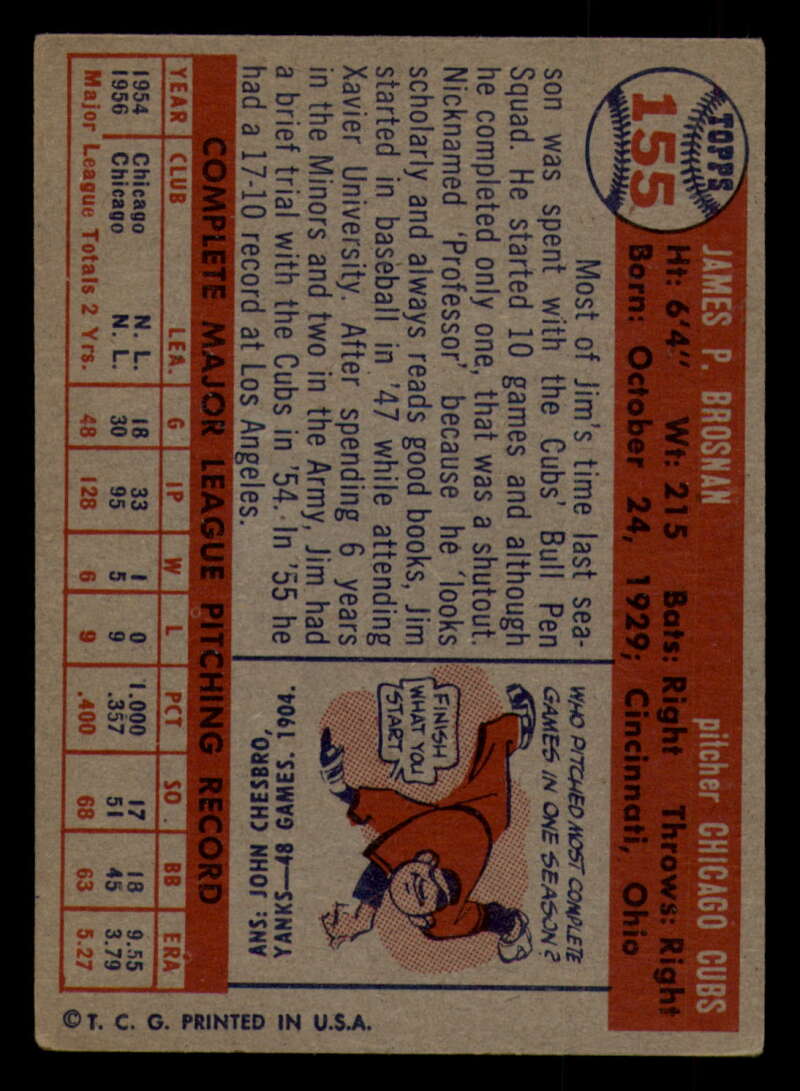 TOPPS
155
JAMES P. BROSNAN pitcher CHICAGO CUBS
Ht: 6'4" Wt: 215 Bats: Right Throws: Right
Born: October 24, 1929; Cincinnati, Ohio
Most of Jim's time last sea-
son was spent with the Cubs' Bull Pen
Squad. He started 10 games and although
he completed only one, that was a shutout.
Nicknamed 'Professor' because he 'looks
scholarly and always reads good books, Jim
started in baseball in '47 while attending
Xavier University. After spending 6 years
in the Minors and two in the Army, Jim had
a brief trial with the Cubs in '54. In '55 he
had a 17-10 record at Los Angeles.
WHO PITCHED MOST COMPLETE
GAMES IN ONE SEASON?
FINISH
WHAT YOU
START
ANS: JOHN CHESBRO,
YANKS—48 GAMES. 1904.
COMPLETE MAJOR LEAGUE PITCHING RECORD
YEAR CLUB LEA. G IP W L PCT SO. BB ERA
1954 Chicago N. L. 18 33 1 0 1.000 17 18 9.55
1956 Chicago N. L. 30 95 5 9 .357 51 45 3.79
Major League Totals 2 Yrs. 48 128 6 9 .400 68 63 5.27
© T. C. G. PRINTED IN U.S.A.